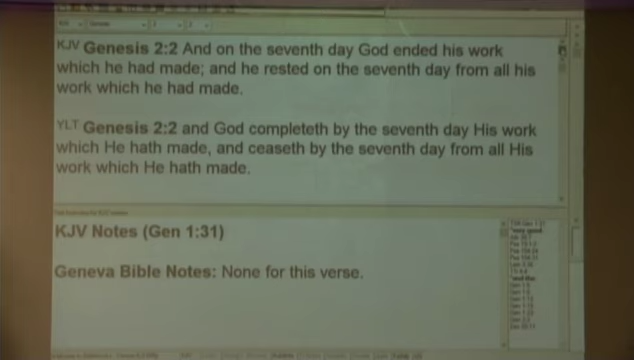 KJV Genesis 2:2 And on the seventh day God ended his work
which he had made; and he rested on the seventh day from all his
work which he had made.
YLT Genesis 2:2 and God completeth by the seventh day His work
which He hath made, and ceaseth by the seventh day from all His
work which He hath made.
KJV Notes (Gen 1:31)
Geneva Bible Notes: None for this verse.